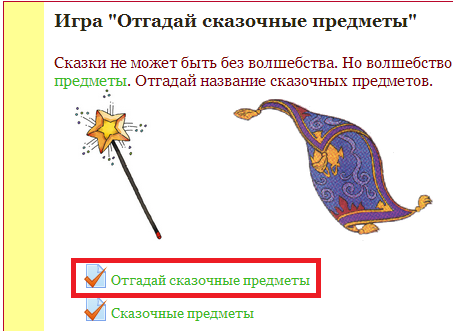 Игра "Отгадай сказочные предметы"
Сказки не может быть без волшебства. Но волшебство
предметы. Отгадай название сказочных предметов.
Отгадай сказочные предметы
Сказочные предметы